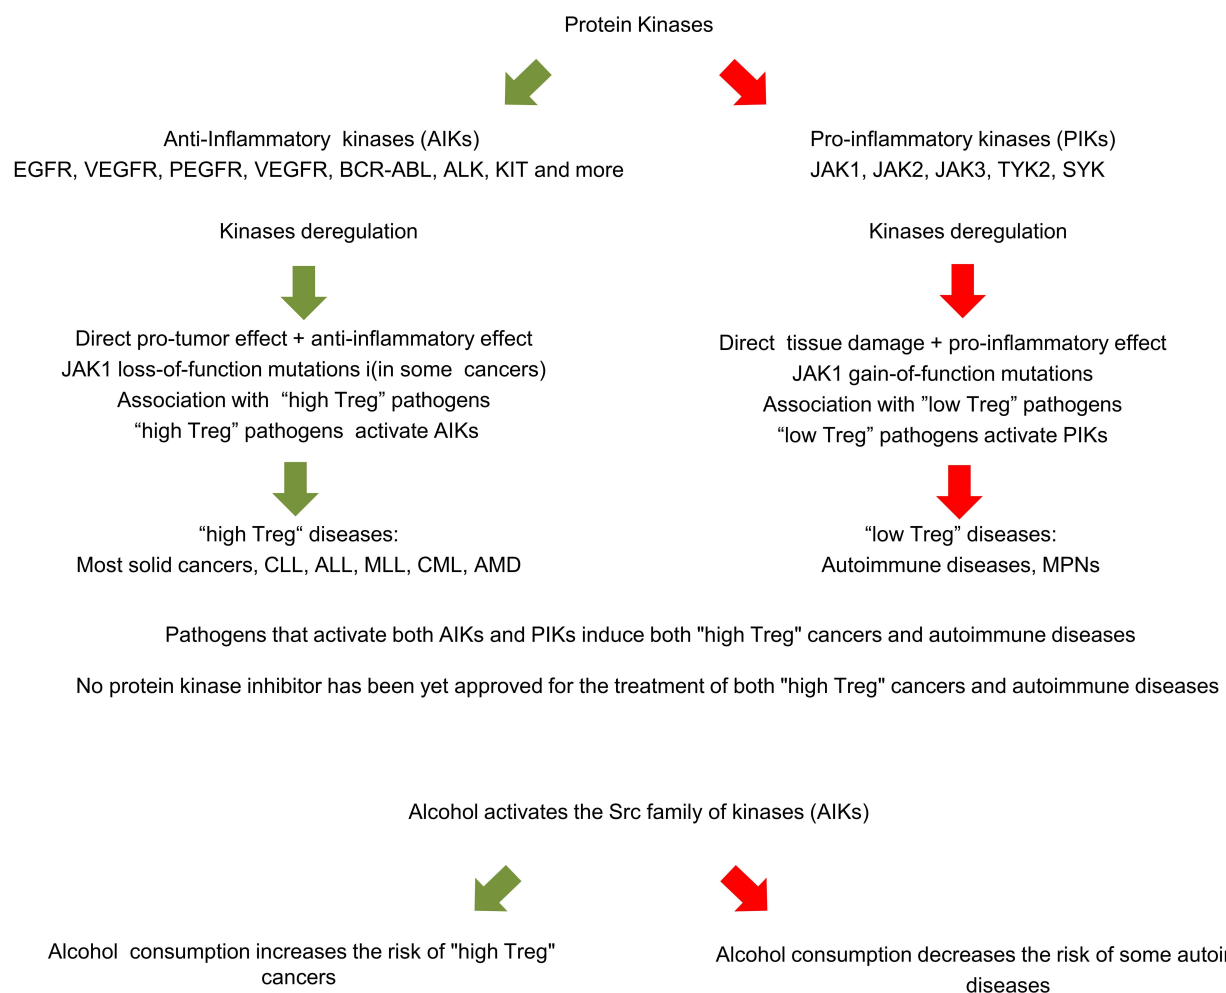 Protein Kinases
Anti-Inflammatory kinases (AIKs)
EGFR, VEGFR, PEGFR, VEGFR, BCR-ABL, ALK, KIT and more
Kinases deregulation
Direct pro-tumor effect + anti-inflammatory effect
JAK1 loss-of-function mutations i(in some cancers)
Association with “high Treg” pathogens
“high Treg” pathogens activate AIKs
“high Treg“ diseases:
Most solid cancers, CLL, ALL, MLL, CML, AMD
Pro-inflammatory kinases (PIKs)
JAK1, JAK2, JAK3, TYK2, SYK
Kinases deregulation
Direct tissue damage + pro-inflammatory effect
JAK1 gain-of-function mutations
Association with ”low Treg” pathogens
“low Treg” pathogens activate PIKs
“low Treg” diseases:
Autoimmune diseases, MPNs
Pathogens that activate both AIKs and PIKs induce both "high Treg" cancers and autoimmune diseases
No protein kinase inhibitor has been yet approved for the treatment of both "high Treg" cancers and autoimmune diseases
Alcohol activates the Src family of kinases (AIKs)
Alcohol consumption increases the risk of "high Treg"
cancers
Alcohol consumption decreases the risk of some
diseases